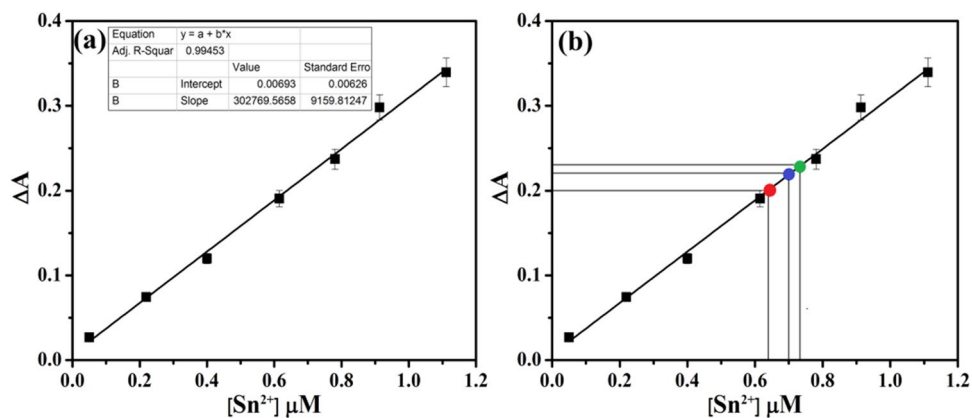 (a)
Equation y = a + b*x
Adj. R-Squar 0.99453
Value Standard Erro
B Intercept 0.00693 0.00626
B Slope 302769.5658 9159.81247
0.4
0.3
0.2
0.1
0.0
ΔA
0.0 0.2 0.4 0.6 0.8 1.0 1.2
[Sn²⁺] μM
(b)
0.4
0.3
0.2
0.1
0.0
ΔA
0.0 0.2 0.4 0.6 0.8 1.0 1.2
[Sn²⁺] μM